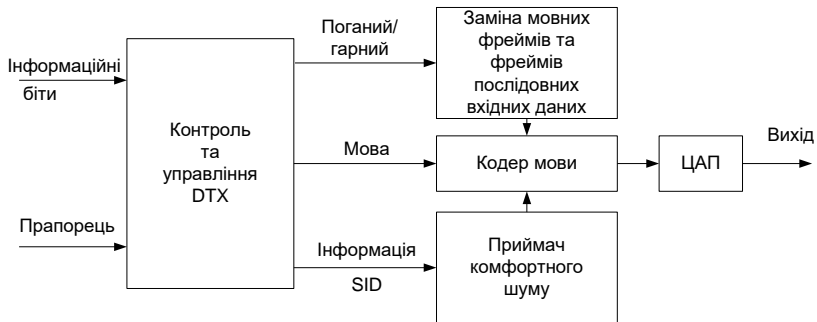 Інформаційні
біти
Прапорець
Контроль
та
управління
DTX
Поганий/
гарний
Мова
Інформація
SID
Заміна мовних
фреймів та
фреймів
послідовних
вхідних даних
Кодер мови
Приймач
комфортного
шуму
ЦАП
Вихід